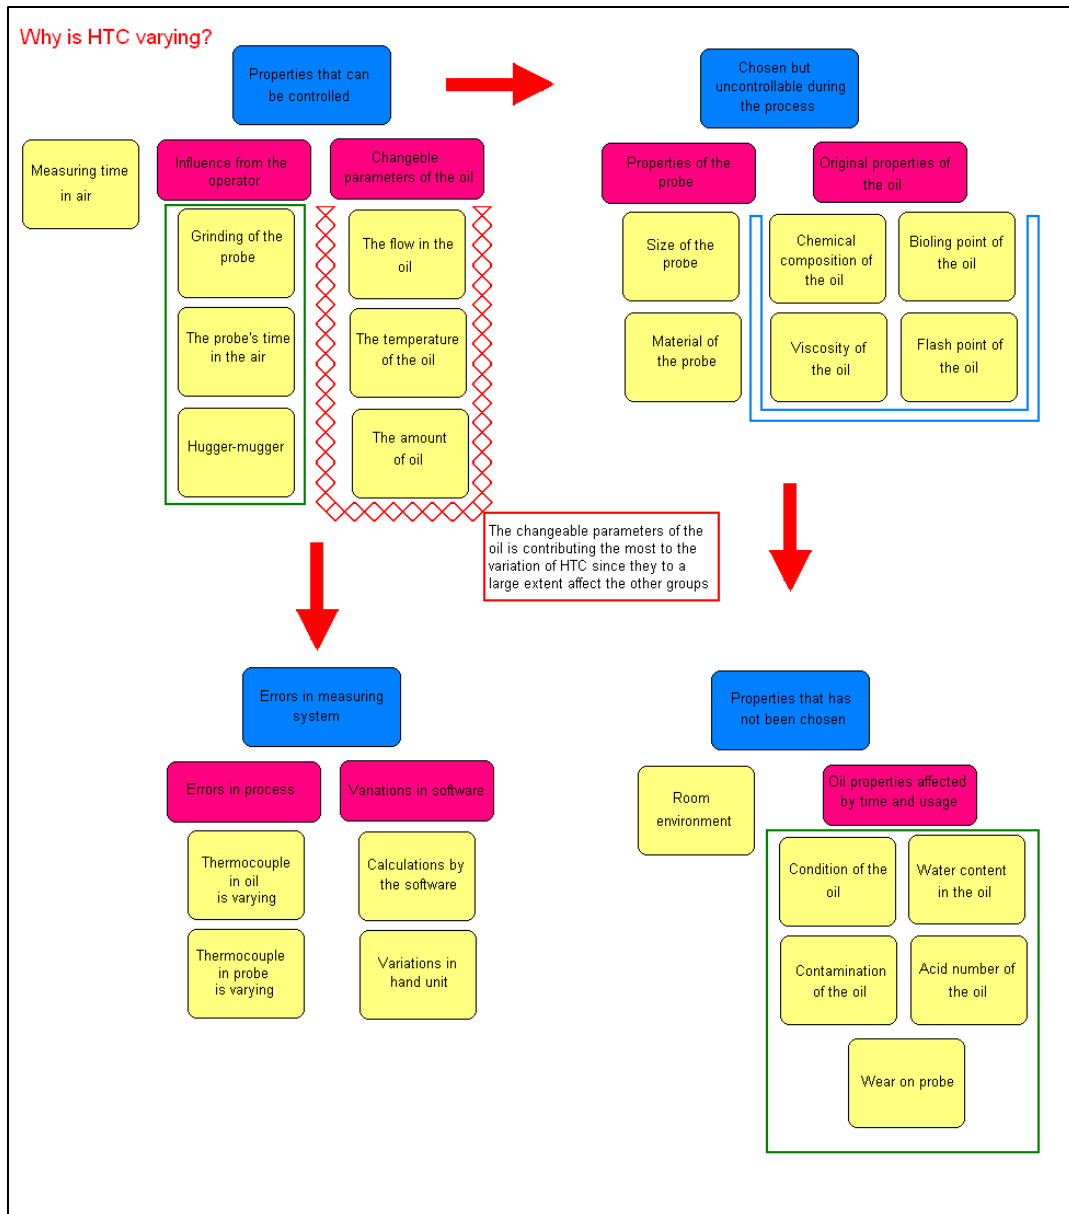 Why is HTC varying?
Properties that can
be controlled
Chosen but
uncontrollable during
the process
Measuring time
in air
Influence from the
operator
Changeble
parameters of the oil
Properties of the
probe
Original properties of
the oil
Grinding of the
probe
The flow in the
oil
Size of the
probe
Chemical
composition of
the oil
Bioling point of
the oil
The probe's time
in the air
The temperature
of the oil
Material of
the probe
Viscosity of
the oil
Flash point of
the oil
Hugger-mugger
The amount
of oil
The changeable parameters of the
oil is contributing the most to the
variation of HTC since they to a
large extent affect the other groups
Errors in measuring
system
Properties that has
not been chosen
Errors in process
Variations in software
Room
environment
Oil properties affected
by time and usage
Thermocouple
in oil
is varying
Calculations by
the software
Condition of the
oil
Water content
in the oil
Thermocouple
in probe
is varying
Variations in
hand unit
Contamination
of the oil
Acid number of
the oil
Wear on probe